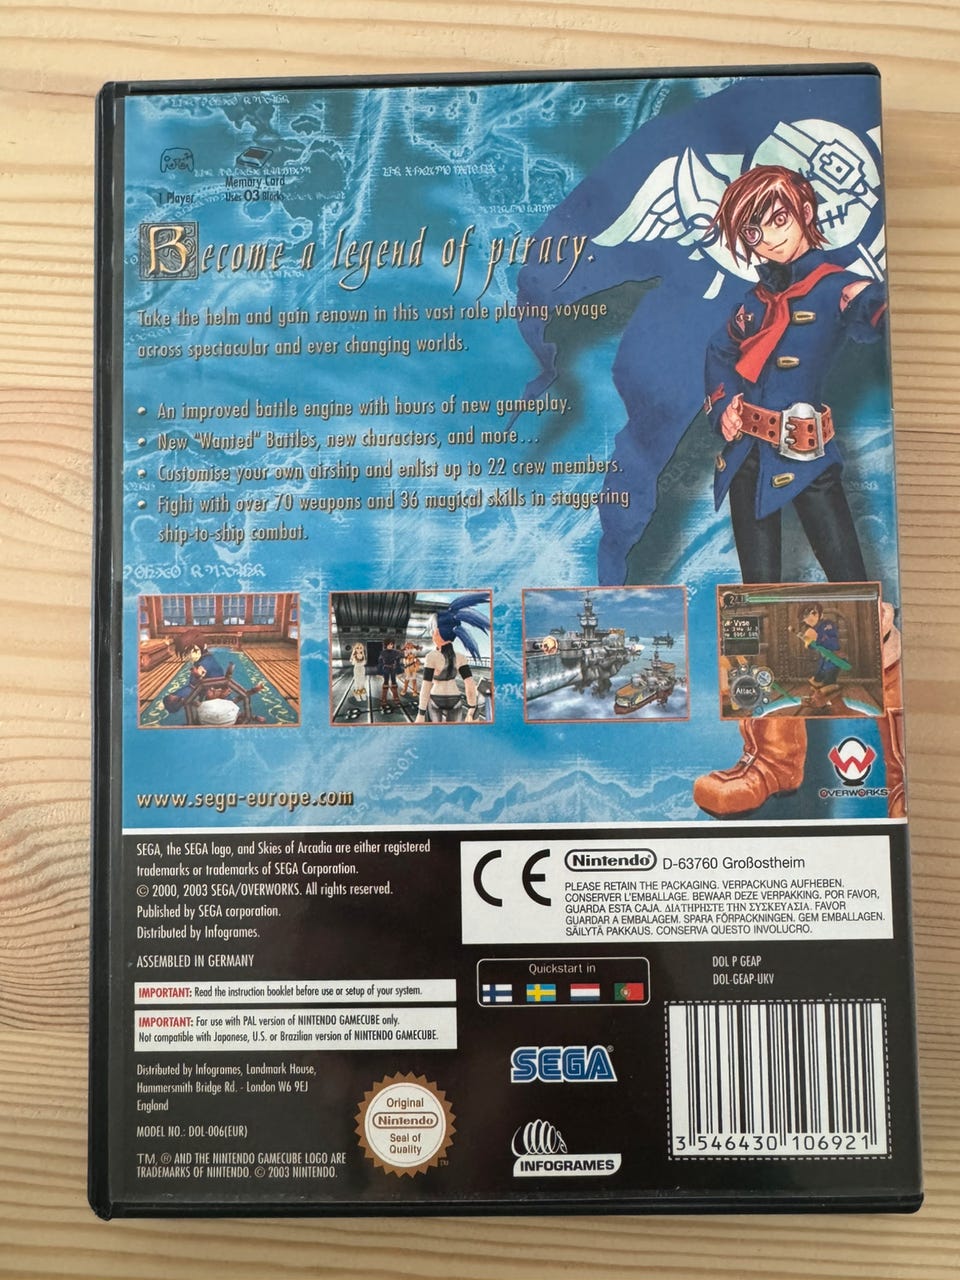 1 Player
Memory Card
Uses 03 Blocks
Become a legend of piracy.
Take the helm and gain renown in this vast role playing voyage
across spectacular and ever changing worlds.
• An improved battle engine with hours of new gameplay.
• New "Wanted" Battles, new characters, and more...
• Customise your own airship and enlist up to 22 crew members.
• Fight with over 70 weapons and 36 magical skills in staggering
ship-to-ship combat.
Vyse
Attack
OVERWORKS
www.sega-europe.com
SEGA, the SEGA logo, and Skies of Arcadia are either registered
trademarks or trademarks of SEGA Corporation.
© 2000, 2003 SEGA/OVERWORKS. All rights reserved.
Published by SEGA corporation.
Distributed by Infogrames.
ASSEMBLED IN GERMANY
IMPORTANT: Read the instruction booklet before use or setup of your system.
IMPORTANT: For use with PAL version of NINTENDO GAMECUBE only.
Not compatible with Japanese, U.S. or Brazilian version of NINTENDO GAMECUBE.
Distributed by Infogrames, Landmark House,
Hammersmith Bridge Rd. - London W6 9EJ
England
MODEL NO.: DOL-006(EUR)
TM, ® AND THE NINTENDO GAMECUBE LOGO ARE
TRADEMARKS OF NINTENDO. © 2003 NINTENDO.
Original
Nintendo
Seal of
Quality
TM
CE
Nintendo® D-63760 Großostheim
PLEASE RETAIN THE PACKAGING. VERPACKUNG AUFHEBEN.
CONSERVER L'EMBALLAGE. BEWAAR DEZE VERPAKKING. POR FAVOR,
GUARDA ESTA CAJA. ΔΙΑΤΗΡΗΣΤΕ ΤΗΝ ΣΥΣΚΕΥΑΣΙΑ. FAVOR
GUARDAR A EMBALAGEM. SPARA FÖRPACKNINGEN. GEM EMBALLAGEN.
SÄILYTÄ PAKKAUS. CONSERVA QUESTO INVOLUCRO.
Quickstart in
DOL P GEAP
DOL-GEAP-UKV
SEGA®
INFOGRAMES
3 546430 106921